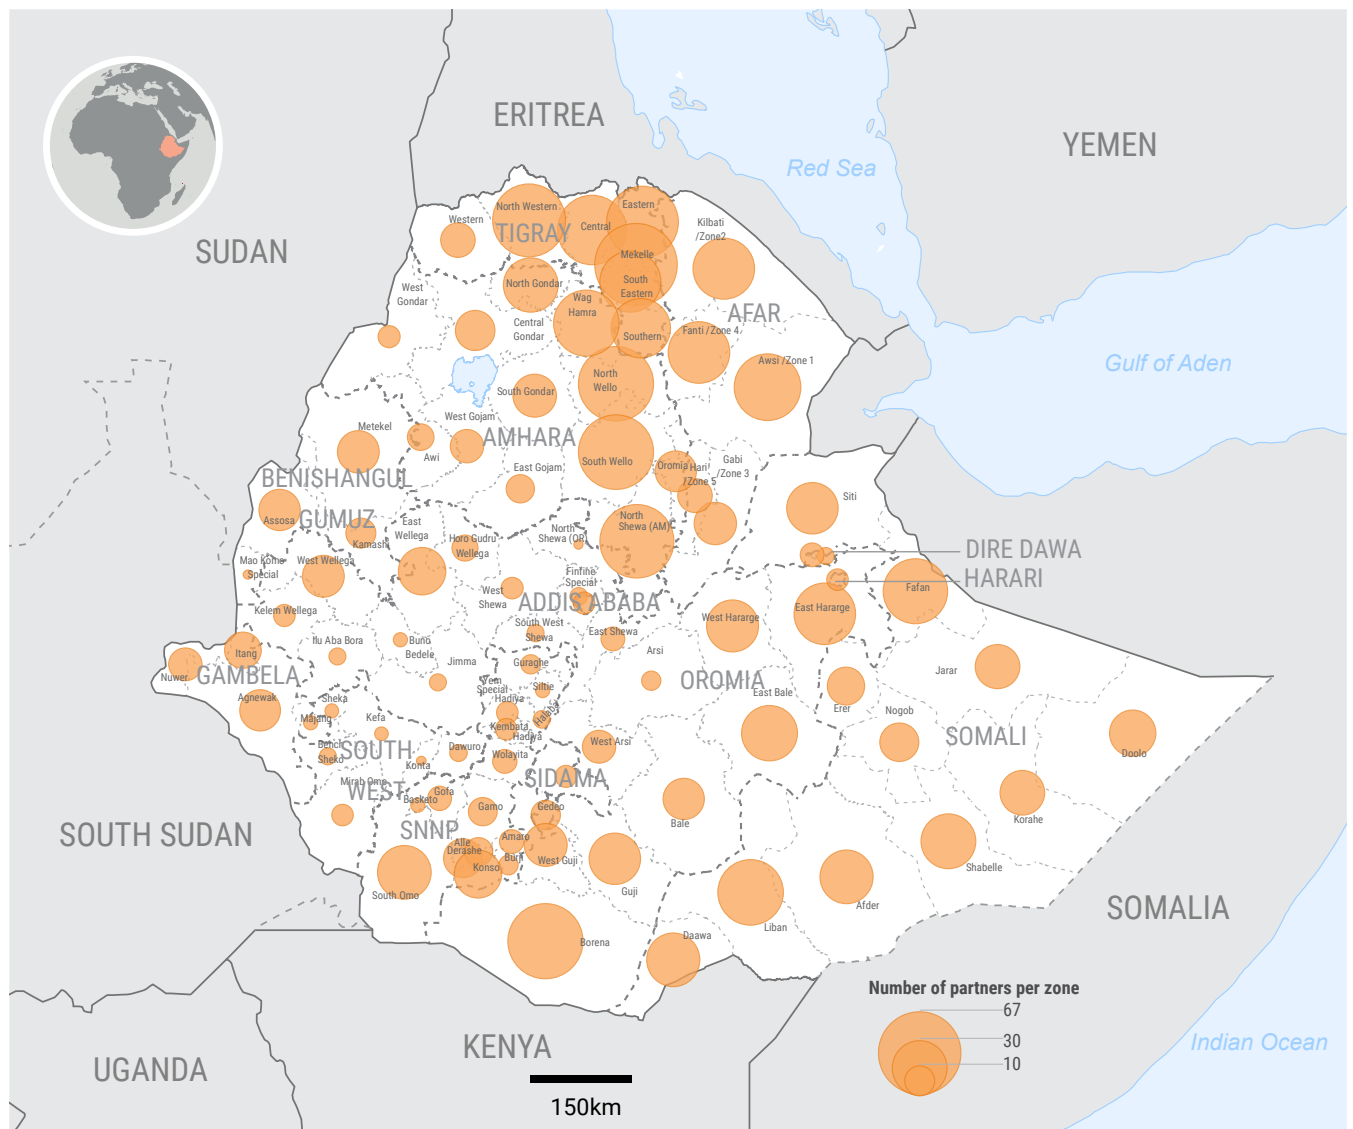 ERITREA
YEMEN
Red Sea
SUDAN
North Western
Eastern
Western
TIGRAY
Central
Kilbati
/Zone2
Mekelle
West
Gondar
North Gondar
South
Eastern
Wag
Hamra
AFAR
Central
Gondar
Southern
Fanti /Zone 4
Awsi /Zone 1
Gulf of Aden
North
Wello
South Gondar
West Gojam
Metekel
AMHARA
Awi
South Wello
Oromia
Hari
/Zone 5
Gabi
/Zone 3
East Gojam
BENISHANGUL
GUMUZ
Assosa
Siti
Kamashi
East
Wellega
Horo Gudru
Wellega
North
Shewa (OR)
North
Shewa (AM)
DIRE DAWA
HARARI
Mao Komo
Special
West Wellega
Finfine
Special
West
Shewa
ADDIS ABABA
Fafan
Kelem Wellega
East Hararge
West Hararge
South West
Shewa
East Shewa
Ilu Aba Bora
Buno
Bedele
Itang
Arsi
Jimma
Guraghe
Nuwer
GAMBELA
Jarar
Yem
Special
Siltie
OROMIA
East Bale
Agnewak
Sheka
Hadiya
Erer
Majang
Kefa
Halaba
Nogob
Kembata
Hadiya
SOMALI
Bench
Sheko
SOUTH
WEST
Dawuro
West Arsi
Doolo
Wolayita
Konta
SIDAMA
Mirab Omo
Basketo
Gofa
Gamo
Gedeo
Korahe
Bale
SNNP
SOUTH SUDAN
Alle
Derashe
Amaro
Burji
Konso
West Guji
Guji
Shabelle
South Omo
Afder
SOMALIA
Liban
Borena
Daawa
Number of partners per zone
67
30
10
KENYA
UGANDA
Indian Ocean
150km